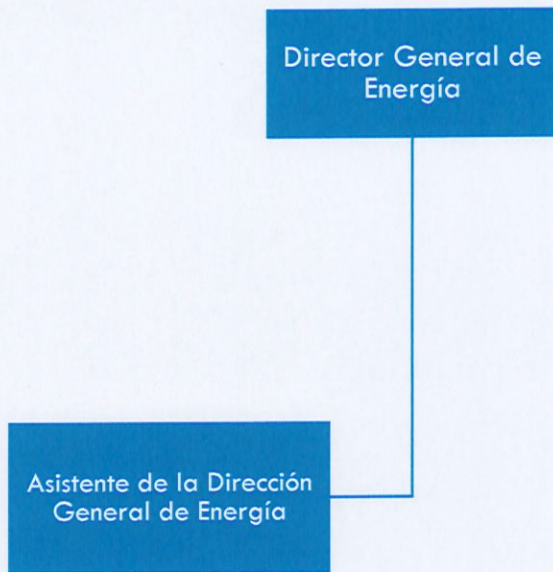 Director General de
Energía
Asistente de la Dirección
General de Energía